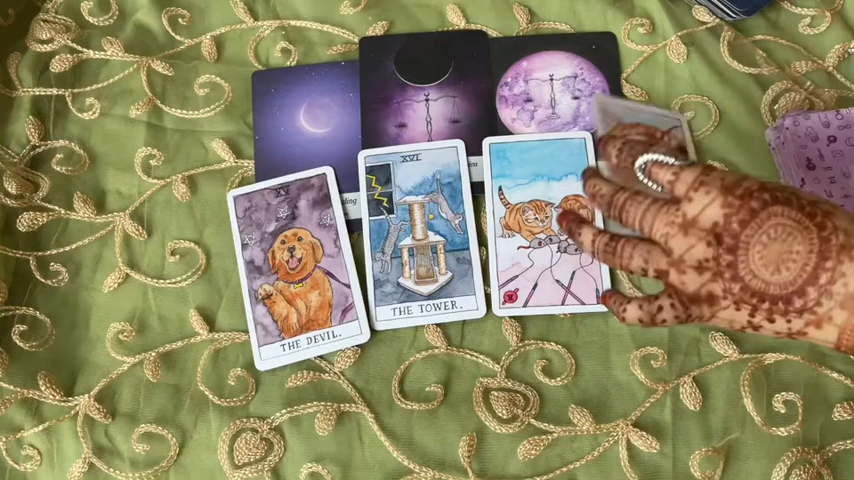 XV
THE DEVIL.
XVI
THE TOWER.